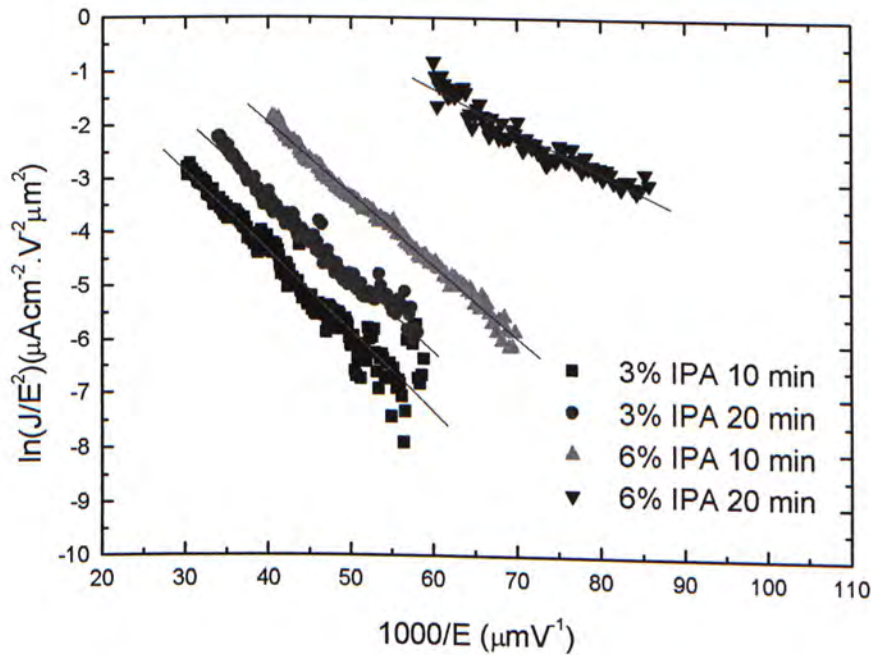 0
-1
-2
-3
-4
-5
-6
-7
-8
-9
-10
ln(J/E²)(μAcm⁻².V⁻²μm²)
3% IPA 10 min
3% IPA 20 min
6% IPA 10 min
6% IPA 20 min
20 30 40 50 60 70 80 90 100 110
1000/E (μmV⁻¹)